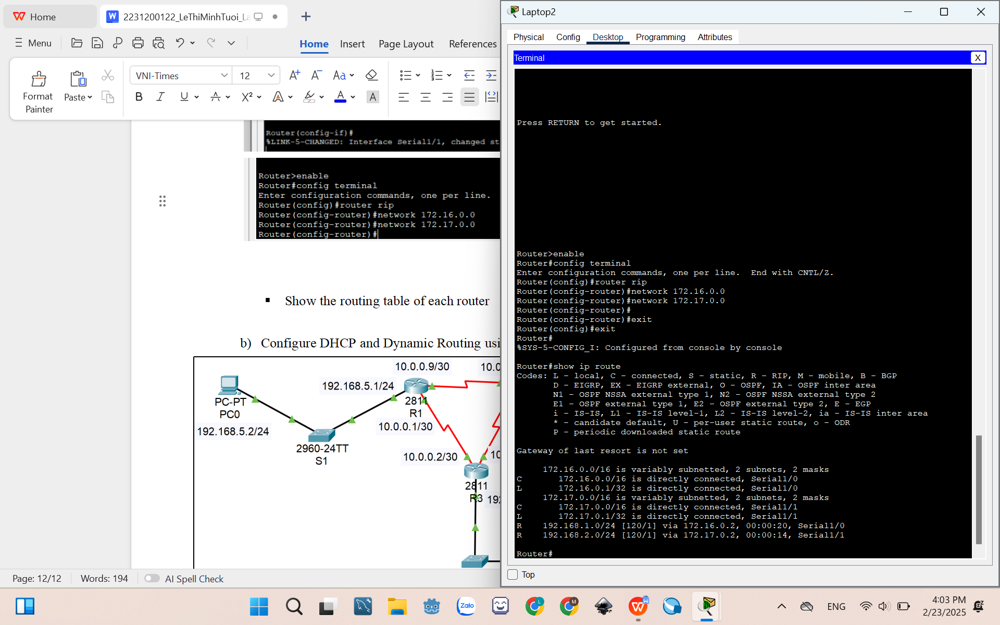 Home
2231200122_LeThiMinhTuoi_La
Menu
Home Insert Page Layout References
Format
Painter
Paste
VNI-Times
12
Router(config-if)#
%LINK-5-CHANGED: Interface Serial1/1, changed st
Router>enable
Router#config terminal
Enter configuration commands, one per line.
Router(config)#router rip
Router(config-router)#network 172.16.0.0
Router(config-router)#network 172.17.0.0
Router(config-router)#
▪ Show the routing table of each router
b) Configure DHCP and Dynamic Routing usi
10.0.0.9/30
10.0
192.168.5.1/24
PC-PT
PC0
192.168.5.2/24
2811
R1
10.0.0.1/30
2960-24TT
S1
10.0.0.2/30
10
2811
R3
192
Page: 12/12
Words: 194
AI Spell Check
Laptop2
Physical Config Desktop Programming Attributes
Terminal
X
Press RETURN to get started.
Router>enable
Router#config terminal
Enter configuration commands, one per line.  End with CNTL/Z.
Router(config)#router rip
Router(config-router)#network 172.16.0.0
Router(config-router)#network 172.17.0.0
Router(config-router)#
Router(config-router)#exit
Router(config)#exit
Router#
%SYS-5-CONFIG_I: Configured from console by console
Router#show ip route
Codes: L - local, C - connected, S - static, R - RIP, M - mobile, B - BGP
D - EIGRP, EX - EIGRP external, O - OSPF, IA - OSPF inter area
N1 - OSPF NSSA external type 1, N2 - OSPF NSSA external type 2
E1 - OSPF external type 1, E2 - OSPF external type 2, E - EGP
i - IS-IS, L1 - IS-IS level-1, L2 - IS-IS level-2, ia - IS-IS inter area
* - candidate default, U - per-user static route, o - ODR
P - periodic downloaded static route
Gateway of last resort is not set
172.16.0.0/16 is variably subnetted, 2 subnets, 2 masks
C 172.16.0.0/16 is directly connected, Serial1/0
L 172.16.0.1/32 is directly connected, Serial1/0
172.17.0.0/16 is variably subnetted, 2 subnets, 2 masks
C 172.17.0.0/16 is directly connected, Serial1/1
L 172.17.0.1/32 is directly connected, Serial1/1
R 192.168.1.0/24 [120/1] via 172.16.0.2, 00:00:20, Serial1/0
R 192.168.2.0/24 [120/1] via 172.17.0.2, 00:00:14, Serial1/1
Router#
Top
Zalo
ENG
4:03 PM
2/23/2025